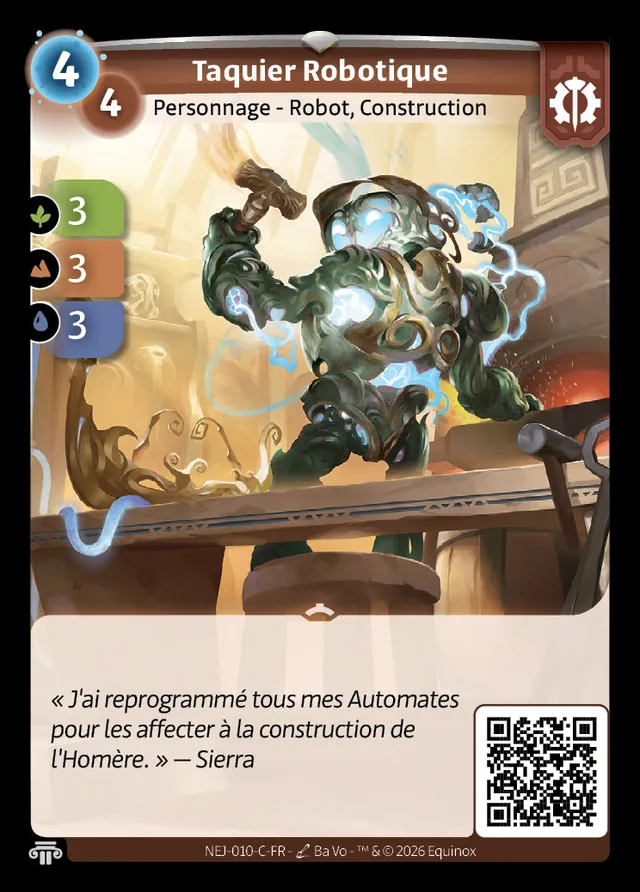 4
Taquier Robotique
4
Personnage - Robot, Construction
3
3
3
« J'ai reprogrammé tous mes Automates
pour les affecter à la construction de
l'Homère. » — Sierra
NEJ-010-C-FR - Ba Vo - ™ & © 2026 Equinox